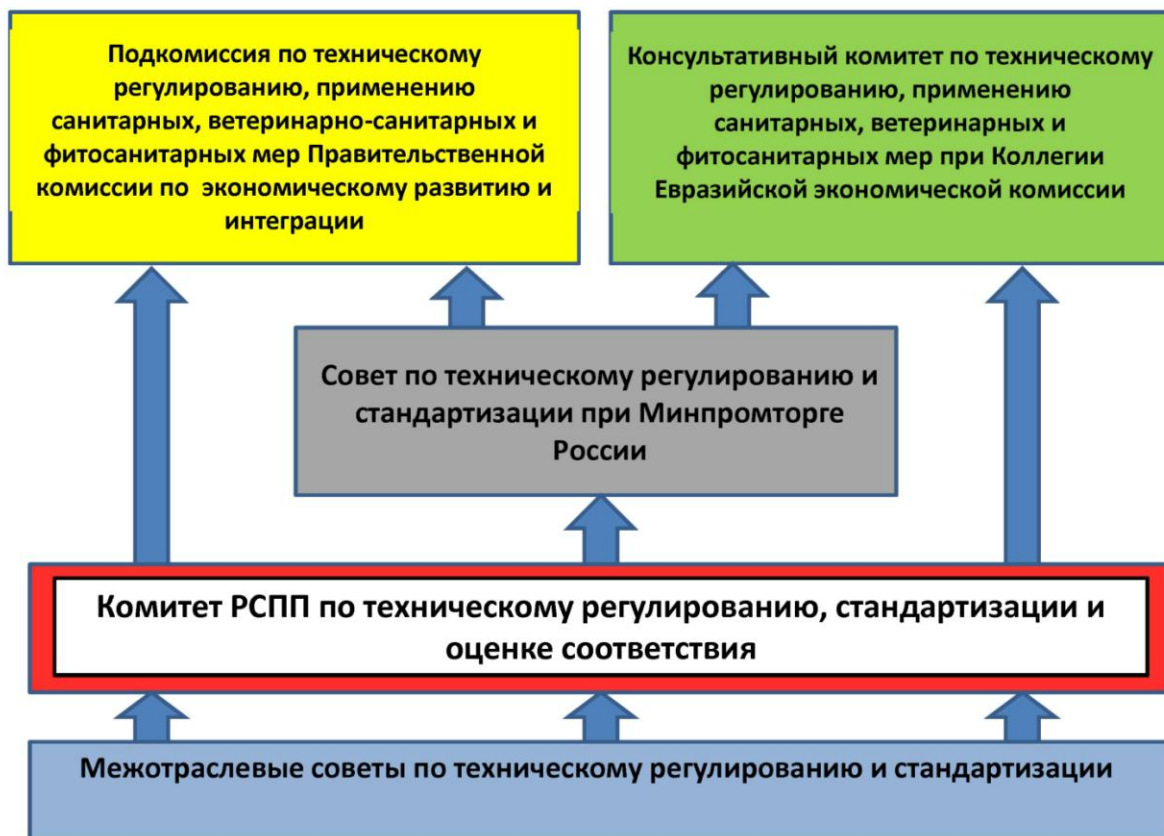 Подкомиссия по техническому
регулированию, применению
санитарных, ветеринарно-санитарных и
фитосанитарных мер Правительственной
комиссии по экономическому развитию и
интеграции
Консультативный комитет по техническому
регулированию, применению
санитарных, ветеринарных и
фитосанитарных мер при Коллегии
Евразийской экономической комиссии
Совет по техническому регулированию и
стандартизации при Минпромторге
России
Комитет РСПП по техническому регулированию, стандартизации и
оценке соответствия
Межотраслевые советы по техническому регулированию и стандартизации